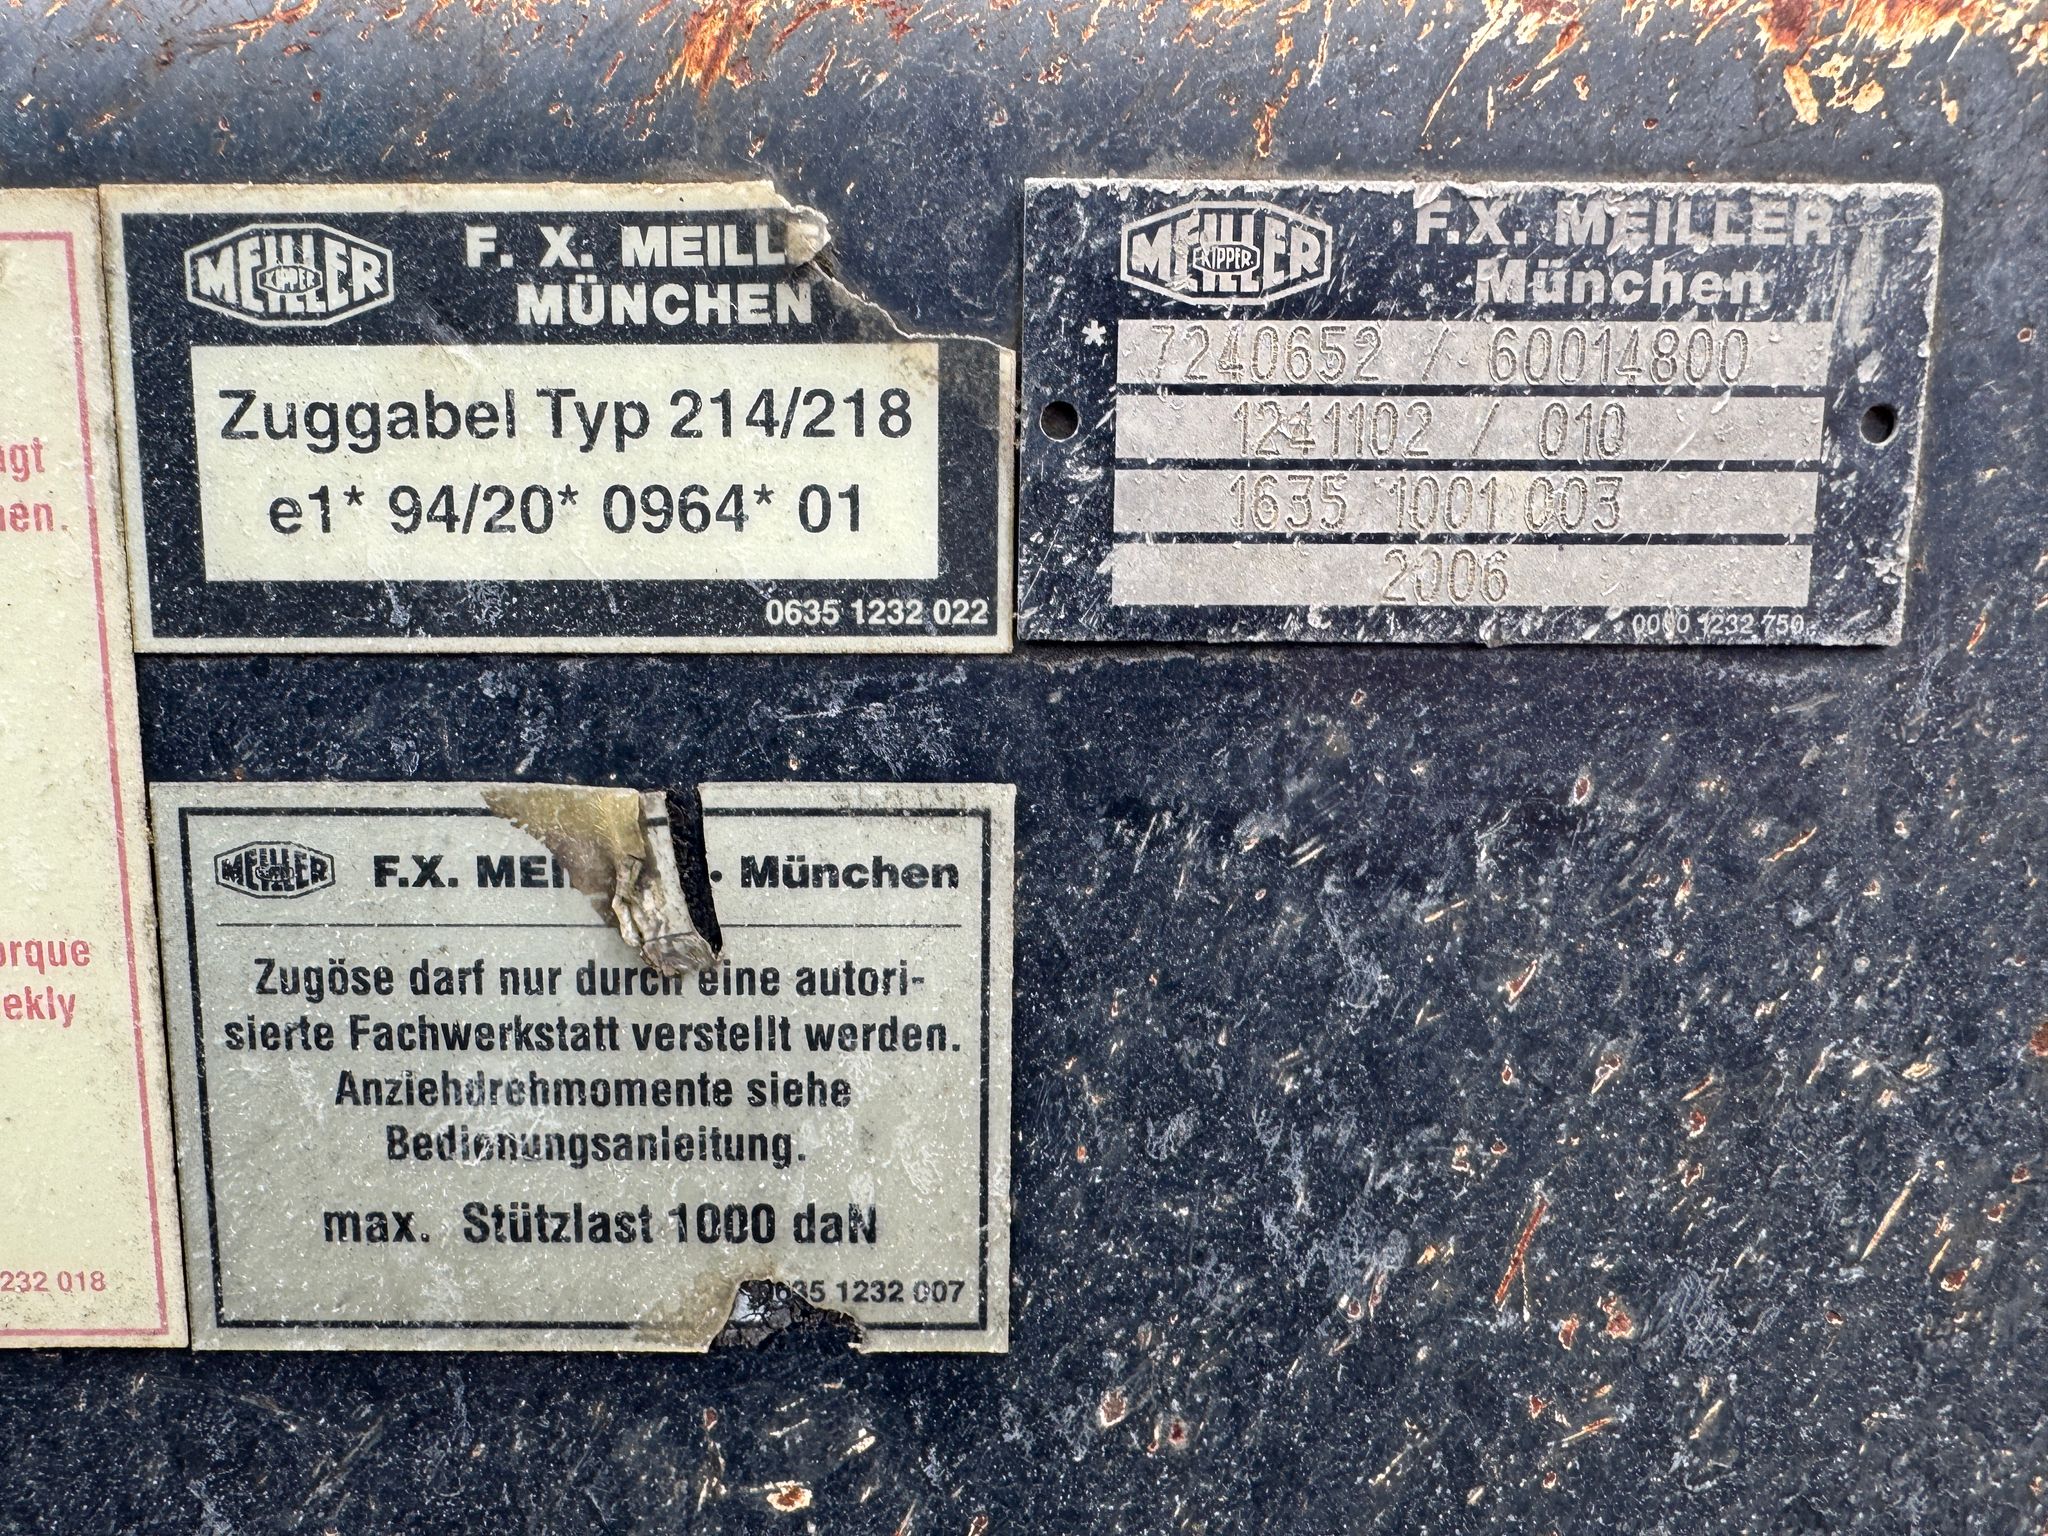 MEILLER
KIPPER
F. X. MEILLE
MÜNCHEN
Zuggabel Typ 214/218
e1* 94/20* 0964* 01
0635 1232 022
MEILLER
KIPPER
F.X. MEILLER
München
* 7240652 / 60014800
1241102 / 010
1635 1001 003
2006
0000 1232 750
MEILLER
F.X. MEI • München
Zugöse darf nur durch eine autori-
sierte Fachwerkstatt verstellt werden.
Anziehdrehmomente siehe
Bedienungsanleitung.
max. Stützlast 1000 daN
0635 1232 007
agt
nen.
orque
ekly
232 018